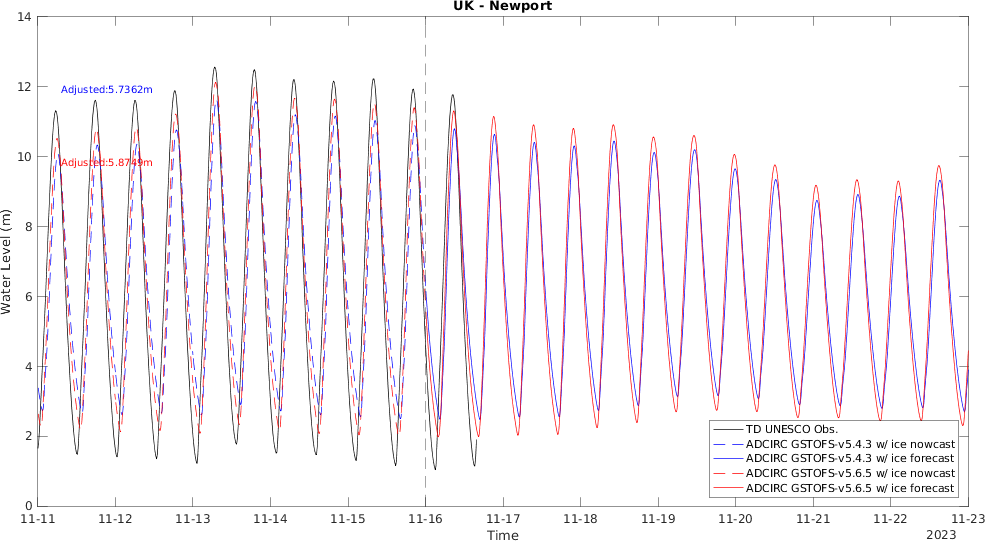 UK - Newport
Water Level (m)
14
12
10
8
6
4
2
0
Adjusted:5.7362m
Adjusted:5.8749m
TD UNESCO Obs.
ADCIRC GSTOFS-v5.4.3 w/ ice nowcast
ADCIRC GSTOFS-v5.4.3 w/ ice forecast
ADCIRC GSTOFS-v5.6.5 w/ ice nowcast
ADCIRC GSTOFS-v5.6.5 w/ ice forecast
11-11 11-12 11-13 11-14 11-15 11-16 11-17 11-18 11-19 11-20 11-21 11-22 11-23
Time
2023